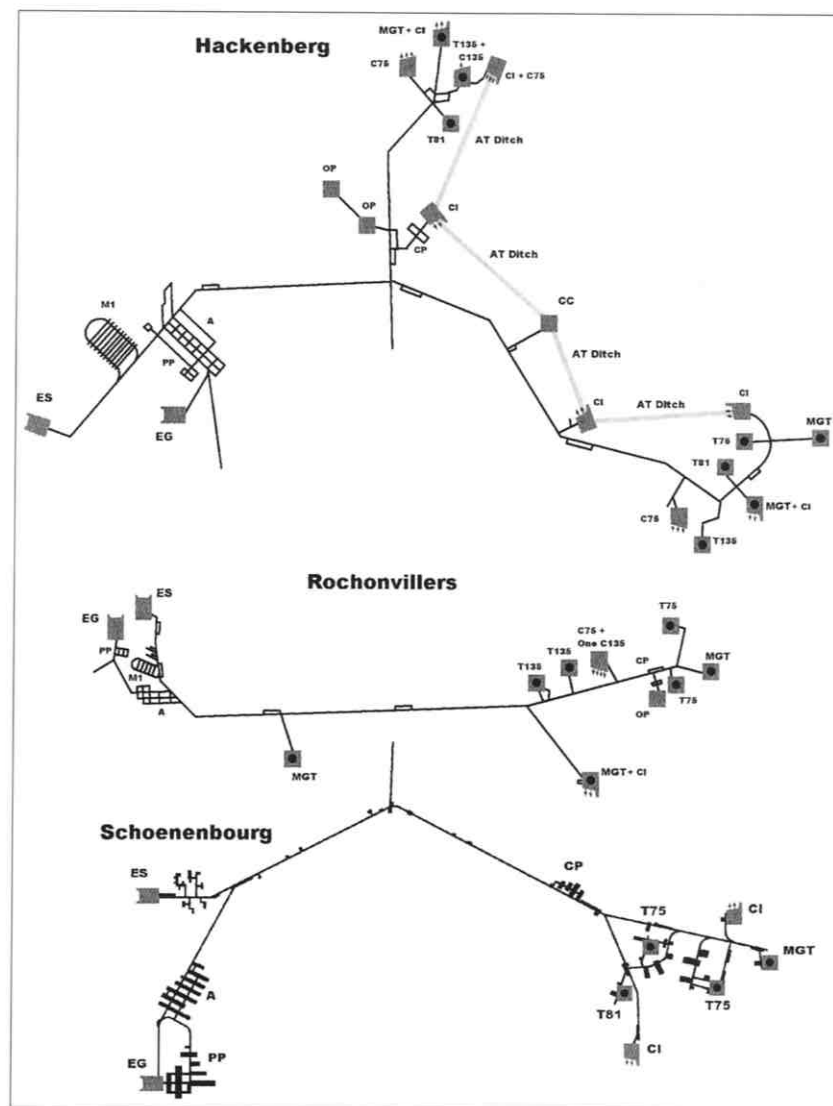 Hackenberg
MGT + CI
T135 +
C135
C75
CI + C75
T81
AT Ditch
OP
OP
CI
CP
AT Ditch
CC
M1
A
PP
AT Ditch
ES
EG
CI
AT Ditch
CI
MGT
T75
T81
C75
MGT + CI
T135
Rochonvillers
EG
ES
PP
M1
A
MGT
T135
T135
C75 +
One C135
CP
T75
MGT
T75
OP
MGT + CI
Schoenenbourg
ES
CP
T75
CI
MGT
A
T81
T75
EG
PP
CI